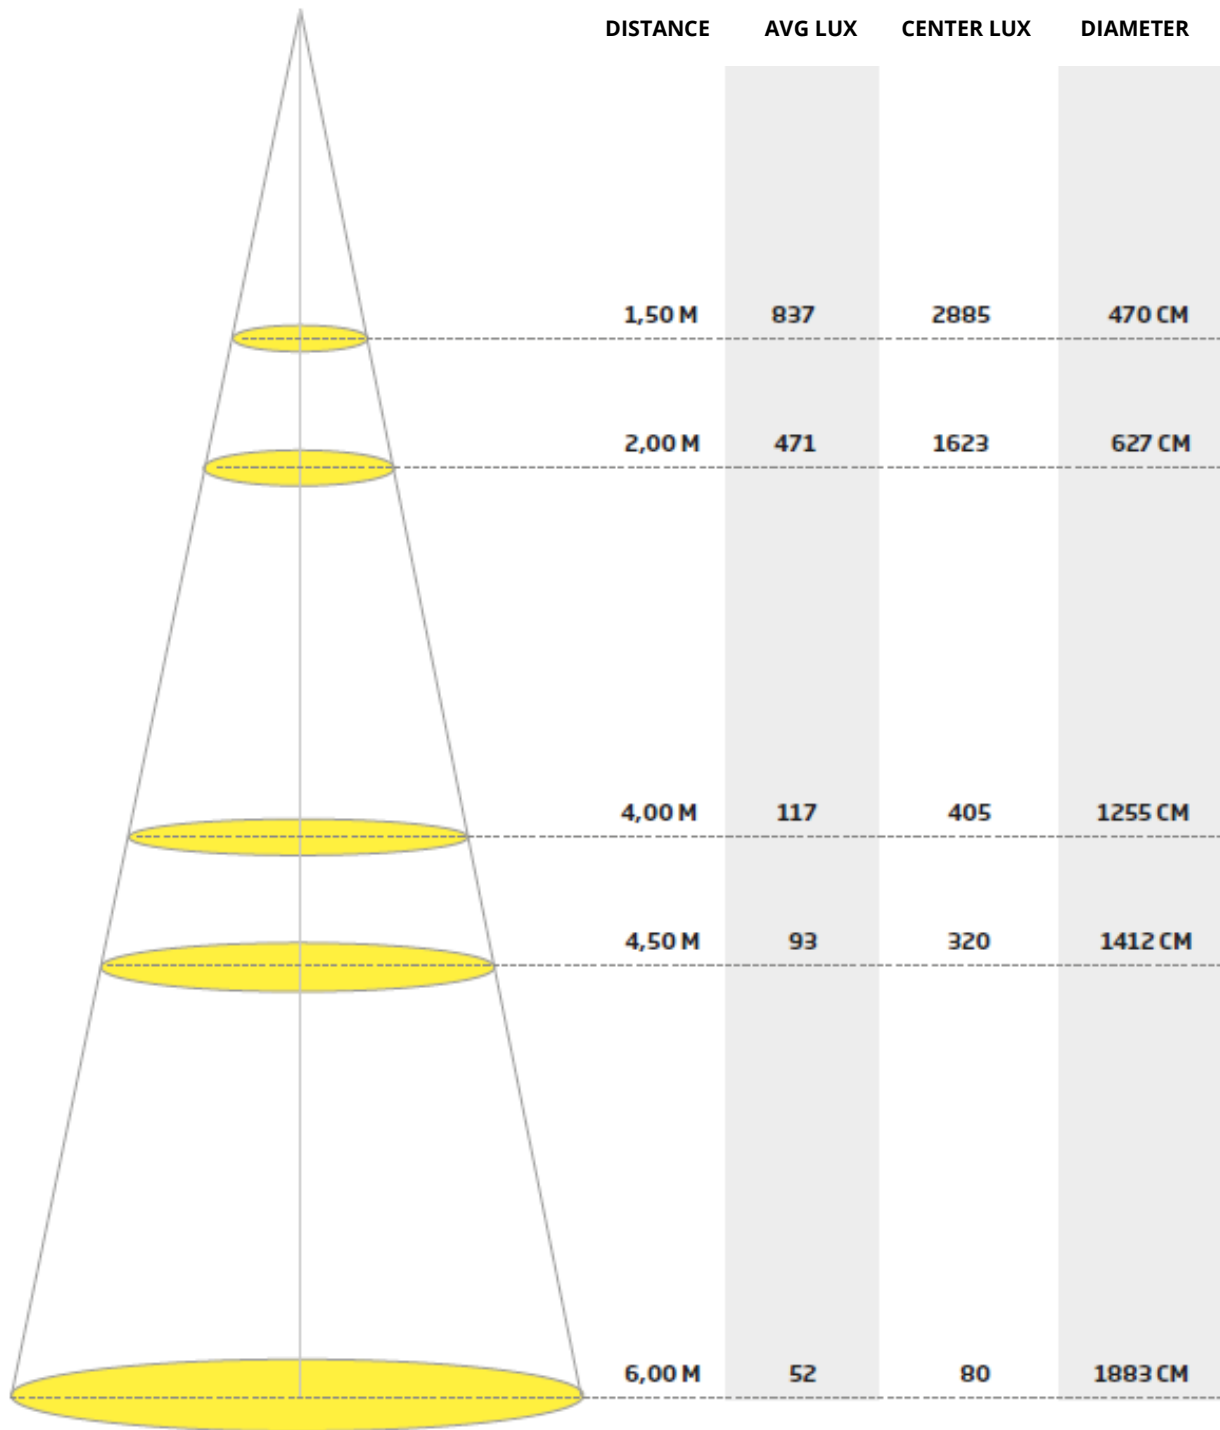 DISTANCE AVG LUX CENTER LUX DIAMETER
1,50 M 837 2885 470 CM
2,00 M 471 1623 627 CM
4,00 M 117 405 1255 CM
4,50 M 93 320 1412 CM
6,00 M 52 80 1883 CM